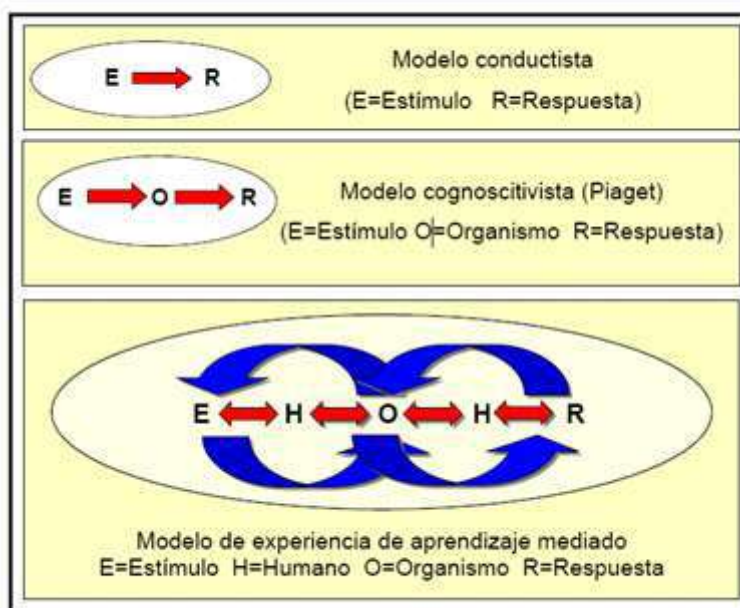 E R
Modelo conductista
(E=Estímulo R=Respuesta)
E O R
Modelo cognoscitivista (Piaget)
(E=Estímulo O=Organismo R=Respuesta)
E H O H R
Modelo de experiencia de aprendizaje mediado
E=Estímulo H=Humano O=Organismo R=Respuesta